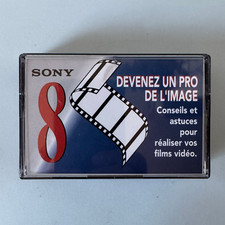 SONY
8
DEVENEZ UN PRO
DE L'IMAGE
Conseils et
astuces
pour
réaliser vos
films vidéo.